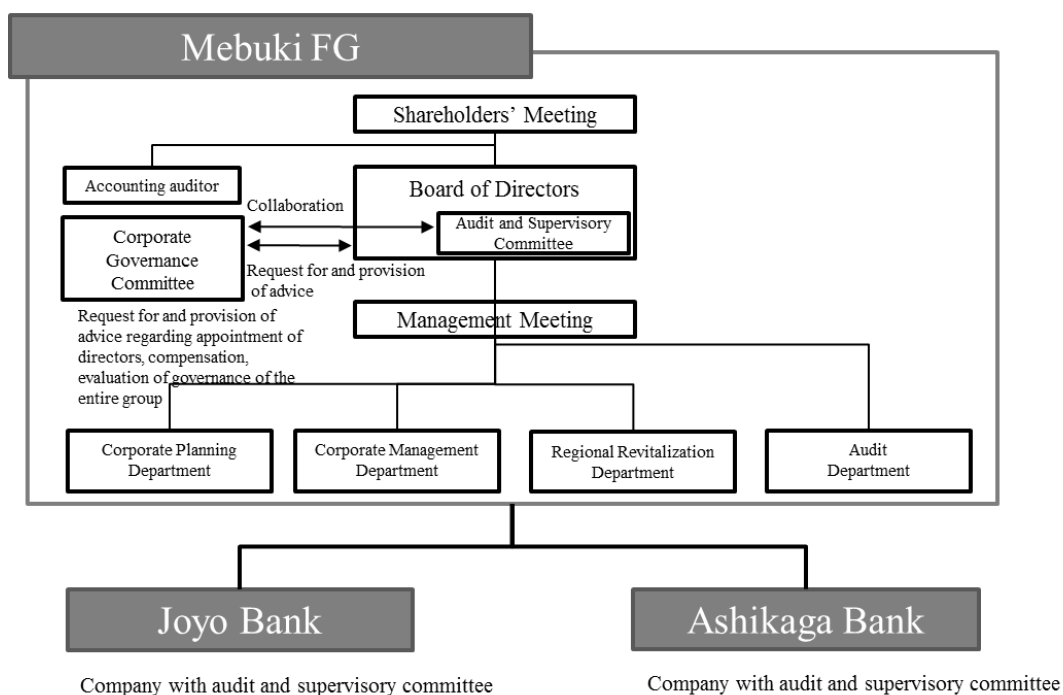 Mebuki FG
Shareholders’ Meeting
Accounting auditor
Board of Directors
Collaboration
Audit and Supervisory
Committee
Corporate
Governance
Committee
Request for and provision
of advice
Request for and provision of
advice regarding appointment of
directors, compensation,
evaluation of governance of the
entire group
Management Meeting
Corporate Planning
Department
Corporate Management
Department
Regional Revitalization
Department
Audit
Department
Joyo Bank
Ashikaga Bank
Company with audit and supervisory committee
Company with audit and supervisory committee